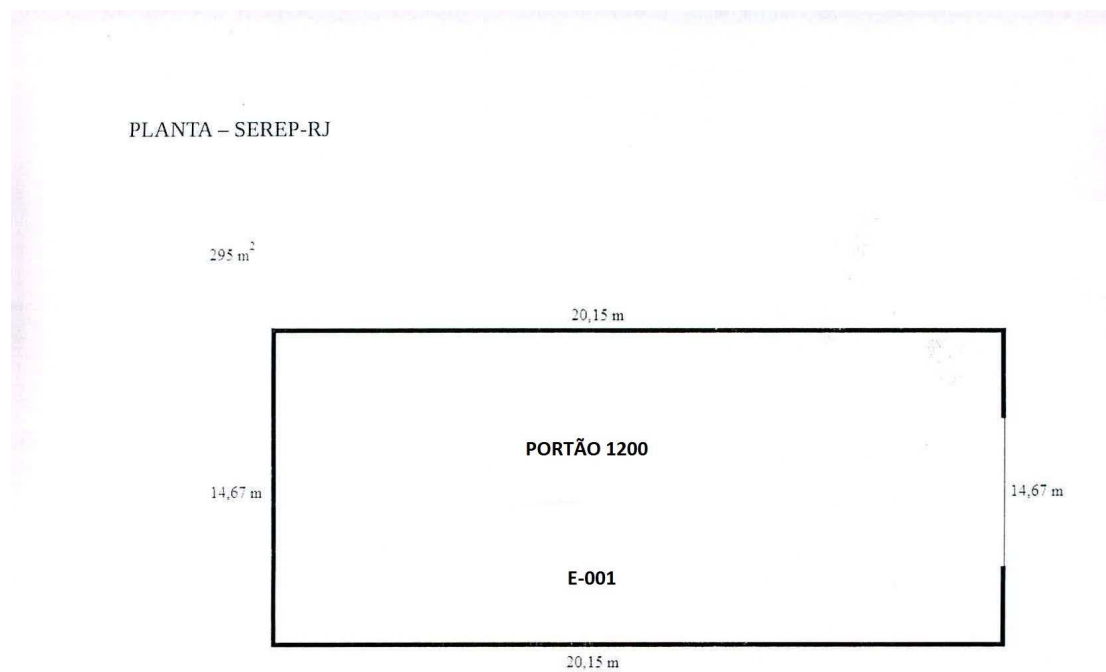 PLANTA – SEREP-RJ
295 m²
20,15 m
PORTÃO 1200
14,67 m
14,67 m
E-001
20,15 m